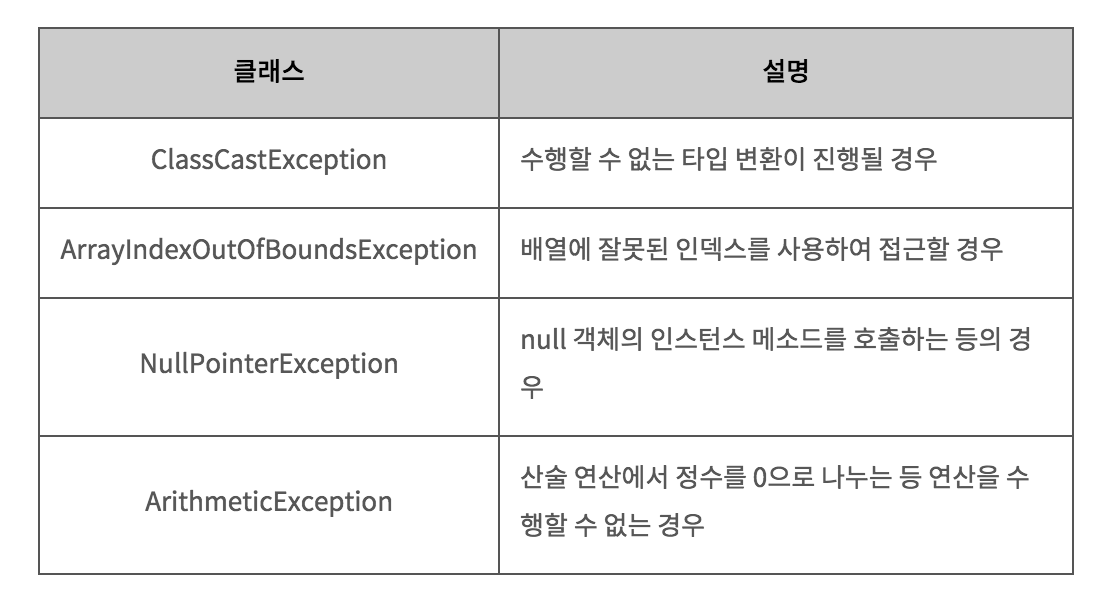 클래스
설명
ClassCastException
수행할 수 없는 타입 변환이 진행될 경우
ArrayIndexOutOfBoundsException
배열에 잘못된 인덱스를 사용하여 접근할 경우
NullPointerException
null 객체의 인스턴스 메소드를 호출하는 등의 경
우
ArithmeticException
산술 연산에서 정수를 0으로 나누는 등 연산을 수
행할 수 없는 경우